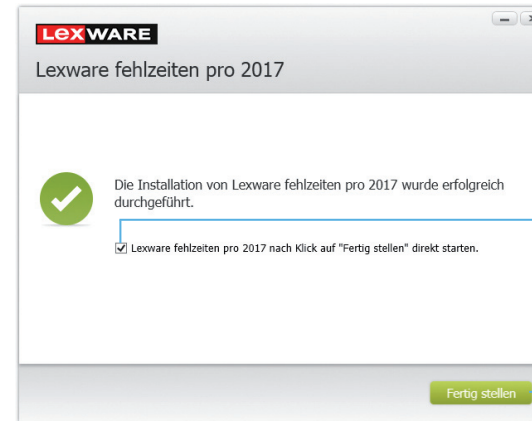 LEXWARE
Lexware fehlzeiten pro 2017
Die Installation von Lexware fehlzeiten pro 2017 wurde erfolgreich
durchgeführt.
Lexware fehlzeiten pro 2017 nach Klick auf "Fertig stellen" direkt starten.
Fertig stellen